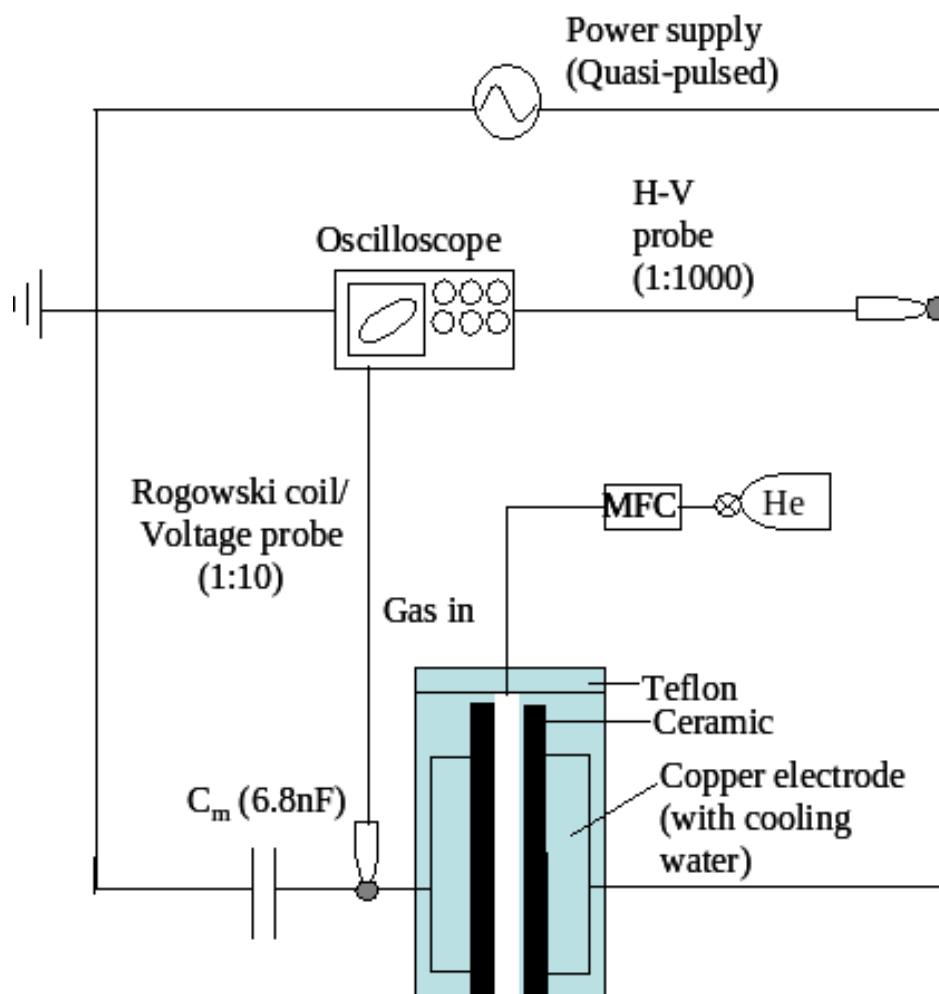 Power supply
(Quasi-pulsed)
H-V
probe
(1:1000)
Oscilloscope
Rogowski coil/
Voltage probe
(1:10)
MFC
He
Gas in
Teflon
Ceramic
Copper electrode
(with cooling
water)
Cm (6.8nF)